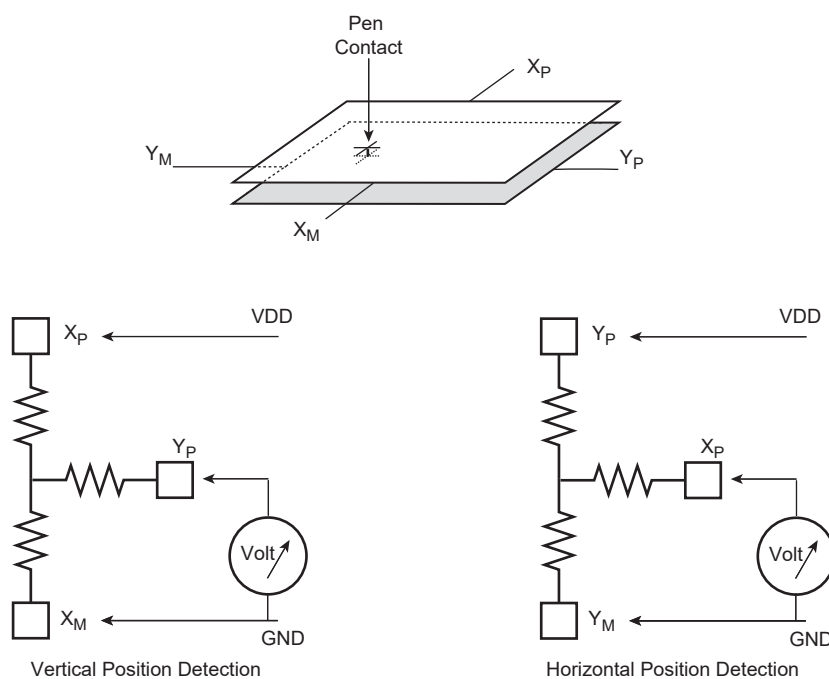 Pen
Contact
X_P
Y_M
Y_P
X_M
X_P
VDD
Y_P
Volt
X_M
GND
Vertical Position Detection
Y_P
VDD
X_P
Volt
Y_M
GND
Horizontal Position Detection